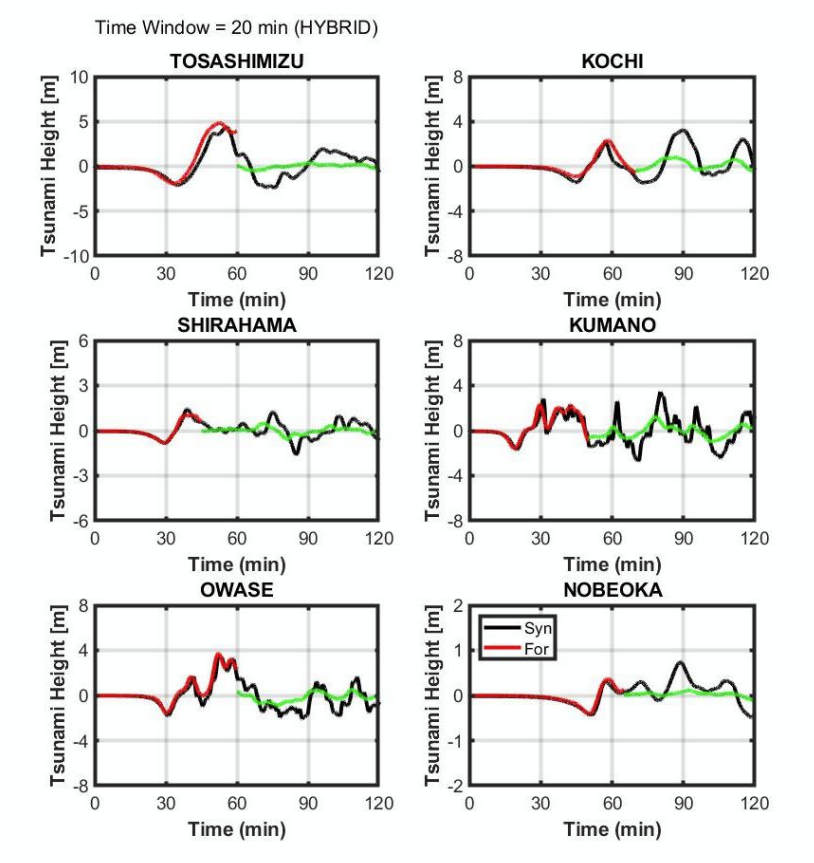 Time Window = 20 min (HYBRID)
TOSASHIMIZU
Tsunami Height [m]
10
5
0
-5
-10
0 30 60 90 120
Time (min)
KOCHI
Tsunami Height [m]
8
4
0
-4
-8
0 30 60 90 120
Time (min)
SHIRAHAMA
Tsunami Height [m]
6
3
0
-3
-6
0 30 60 90 120
Time (min)
KUMANO
Tsunami Height [m]
8
4
0
-4
-8
0 30 60 90 120
Time (min)
OWASE
Tsunami Height [m]
8
4
0
-4
-8
0 30 60 90 120
Time (min)
NOBEOKA
Tsunami Height [m]
2
1
0
-1
-2
Syn
For
0 30 60 90 120
Time (min)